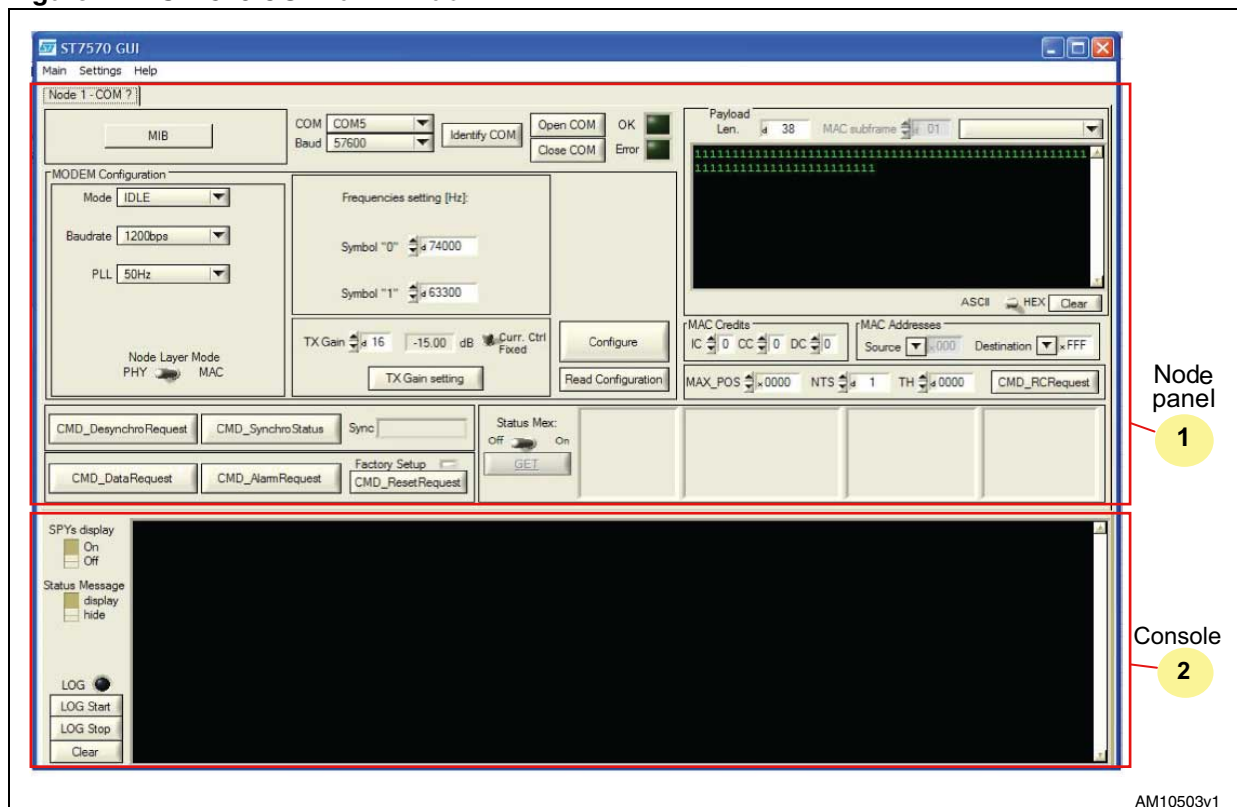 ST7570 GUI
Main Settings Help
Node 1 - COM ?
MIB
COM COM5
Baud 57600
Identify COM
Open COM
Close COM
OK
Error
Payload
Len. d 38 MAC subframe d 01
1111111111111111111111111111111111111111111111111111
111111111111111111111111
ASCII HEX Clear
MODEM Configuration
Mode IDLE
Baudrate 1200bps
PLL 50Hz
Node Layer Mode
PHY MAC
Frequencies setting [Hz]:
Symbol "0" d 74000
Symbol "1" d 63300
TX Gain d 16 -15.00 dB Curr. Ctrl
Fixed
TX Gain setting
Configure
Read Configuration
MAC Credits
IC 0 CC 0 DC 0
MAC Addresses
Source x000 Destination xFFF
MAX_POS x0000 NTS d 1 TH d 0000 CMD_RCRequest
CMD_DesynchroRequest CMD_SynchroStatus Sync
CMD_DataRequest CMD_AlarmRequest Factory Setup
CMD_ResetRequest
Status Mex:
Off On
GET
Node
panel
1
SPYs display
On
Off
Status Message
display
hide
LOG
LOG Start
LOG Stop
Clear
Console
2
AM10503v1